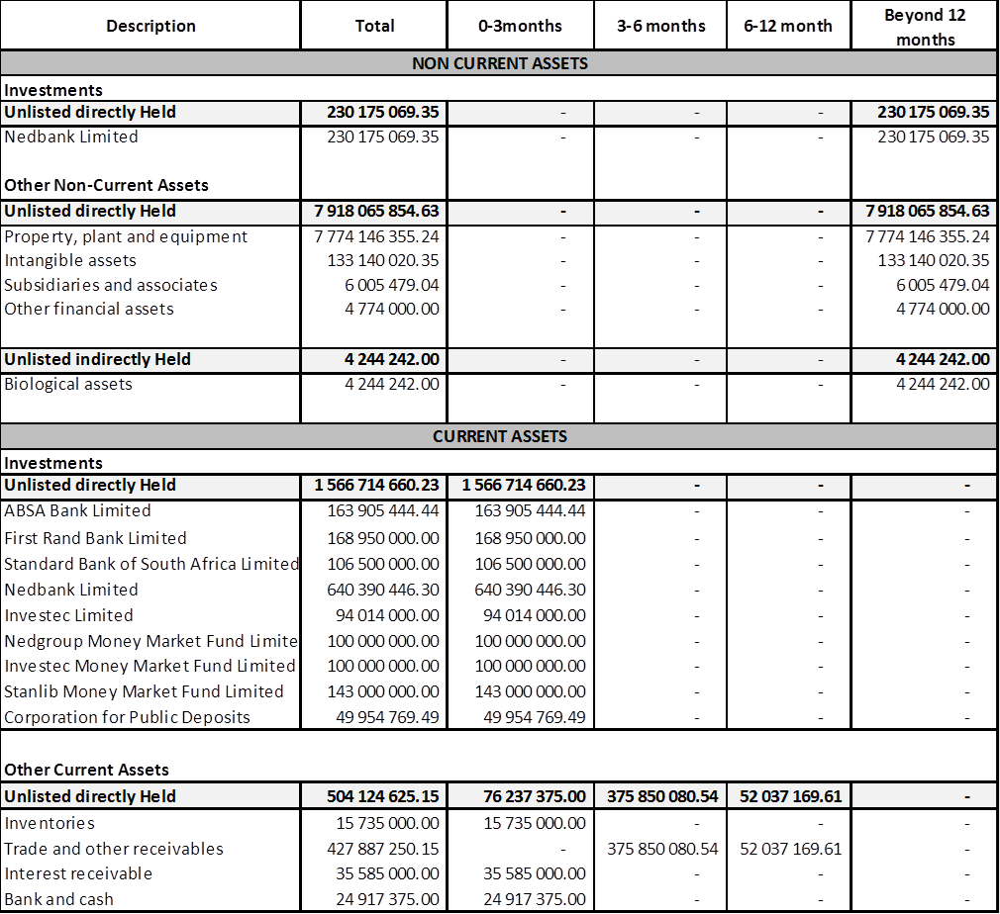 Description Total 0-3months 3-6 months 6-12 month Beyond 12 months
NON CURRENT ASSETS
Investments
Unlisted directly Held 230 175 069.35 - - - 230 175 069.35
Nedbank Limited 230 175 069.35 - - - 230 175 069.35
Other Non-Current Assets
Unlisted directly Held 7 918 065 854.63 - - - 7 918 065 854.63
Property, plant and equipment 7 774 146 355.24 - - - 7 774 146 355.24
Intangible assets 133 140 020.35 - - - 133 140 020.35
Subsidiaries and associates 6 005 479.04 - - - 6 005 479.04
Other financial assets 4 774 000.00 - - - 4 774 000.00
Unlisted indirectly Held 4 244 242.00 - - - 4 244 242.00
Biological assets 4 244 242.00 - - - 4 244 242.00
CURRENT ASSETS
Investments
Unlisted directly Held 1 566 714 660.23 1 566 714 660.23 - - -
ABSA Bank Limited 163 905 444.44 163 905 444.44 - - -
First Rand Bank Limited 168 950 000.00 168 950 000.00 - - -
Standard Bank of South Africa Limited 106 500 000.00 106 500 000.00 - - -
Nedbank Limited 640 390 446.30 640 390 446.30 - - -
Investec Limited 94 014 000.00 94 014 000.00 - - -
Nedgroup Money Market Fund Limite 100 000 000.00 100 000 000.00 - - -
Investec Money Market Fund Limited 100 000 000.00 100 000 000.00 - - -
Stanlib Money Market Fund Limited 143 000 000.00 143 000 000.00 - - -
Corporation for Public Deposits 49 954 769.49 49 954 769.49 - - -
Other Current Assets
Unlisted directly Held 504 124 625.15 76 237 375.00 375 850 080.54 52 037 169.61 -
Inventories 15 735 000.00 15 735 000.00 - - -
Trade and other receivables 427 887 250.15 - 375 850 080.54 52 037 169.61 -
Interest receivable 35 585 000.00 35 585 000.00 - - -
Bank and cash 24 917 375.00 24 917 375.00 - - -